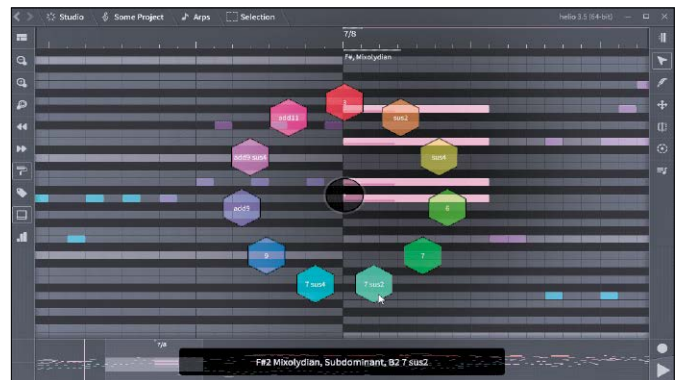 Studio
Some Project
Arps
Selection
helio 3.5 (64-bit)
7/8
F#, Mixolydian
add11
sus2
add9 sus4
sus4
add9
6
9
7
7 sus4
7 sus2
7/8
F#2 Mixolydian, Subdominant, B2 7 sus2